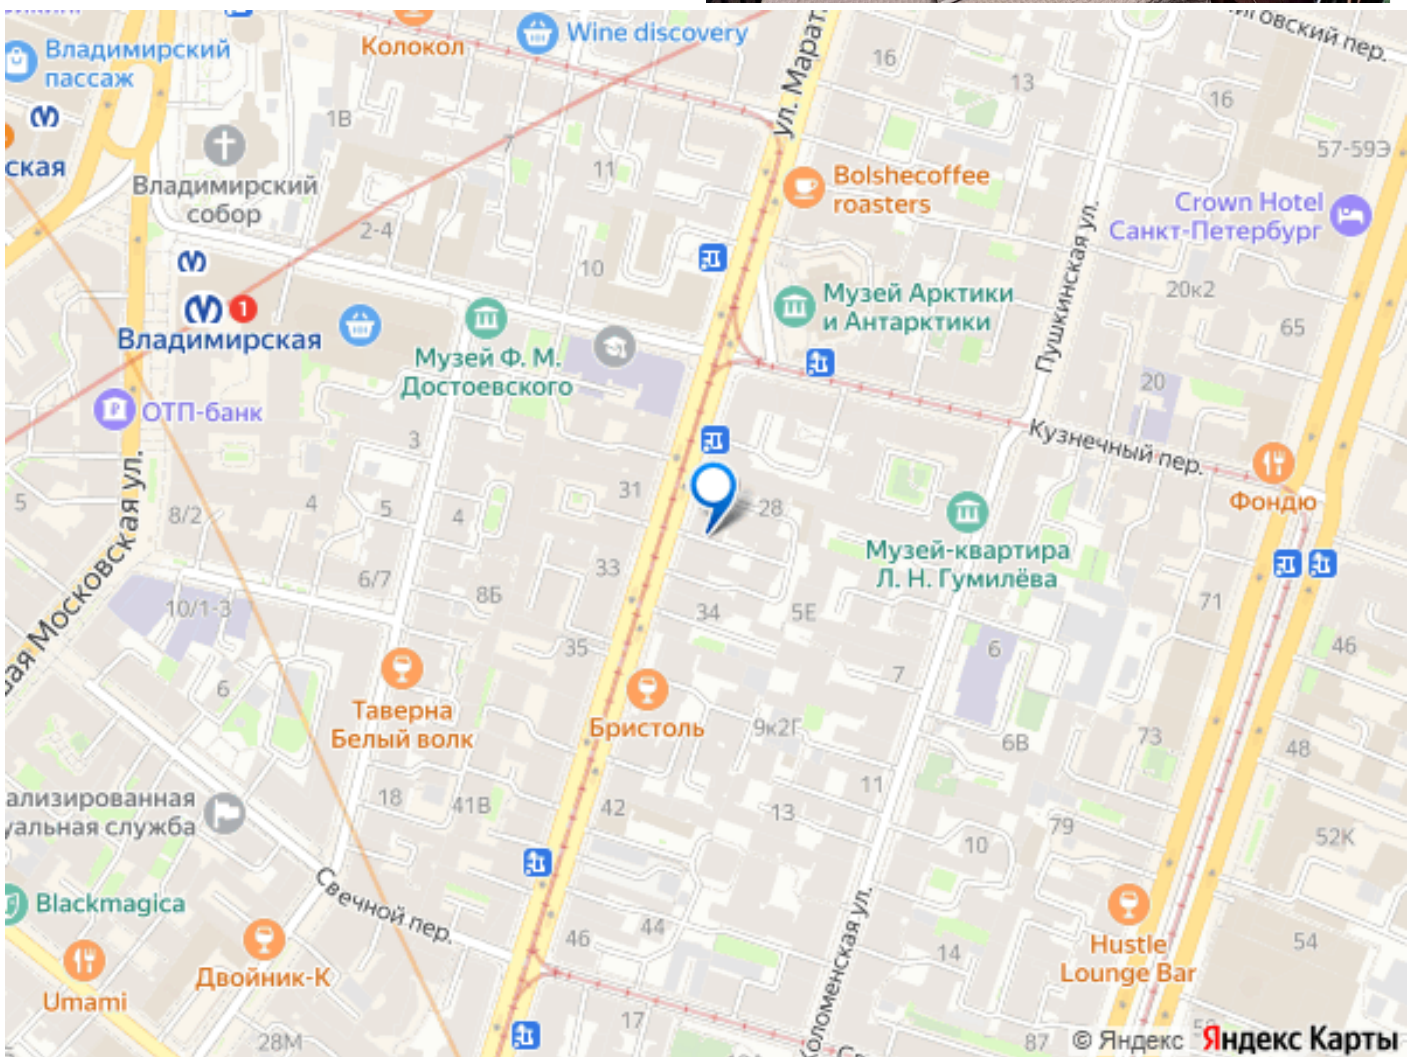 Колокол
Wine discovery
Владимирский
пассаж
ул. Марат
16
13
16
пер.
1В
7
11
57-59Э
ская
Владимирский
собор
Bolshecoffee
roasters
Crown Hotel
Санкт-Петербург
Пушкинская ул.
2-4
10
20к2
65
1
Владимирская
Музей Ф. М.
Достоевского
Музей Арктики
и Антарктики
20
ОТП-банк
3
Кузнечный пер.
Фондю
5
8/2
4
5
4
31
28
Музей-квартира
Л. Н. Гумилёва
6/7
8Б
33
34
5Е
71
10/1-3
вая Московская ул.
35
6
46
6
7
Таверна
Белый волк
Бристоль
9к2Г
6В
73
48
ализированная
уальная служба
18
41В
42
11
13
79
10
52К
Свечной пер.
Blackmagica
44
46
14
54
Коломенская ул.
Двойник-К
Umami
Hustle
Lounge Bar
28М
17
87
© Яндекс Яндекс Карты